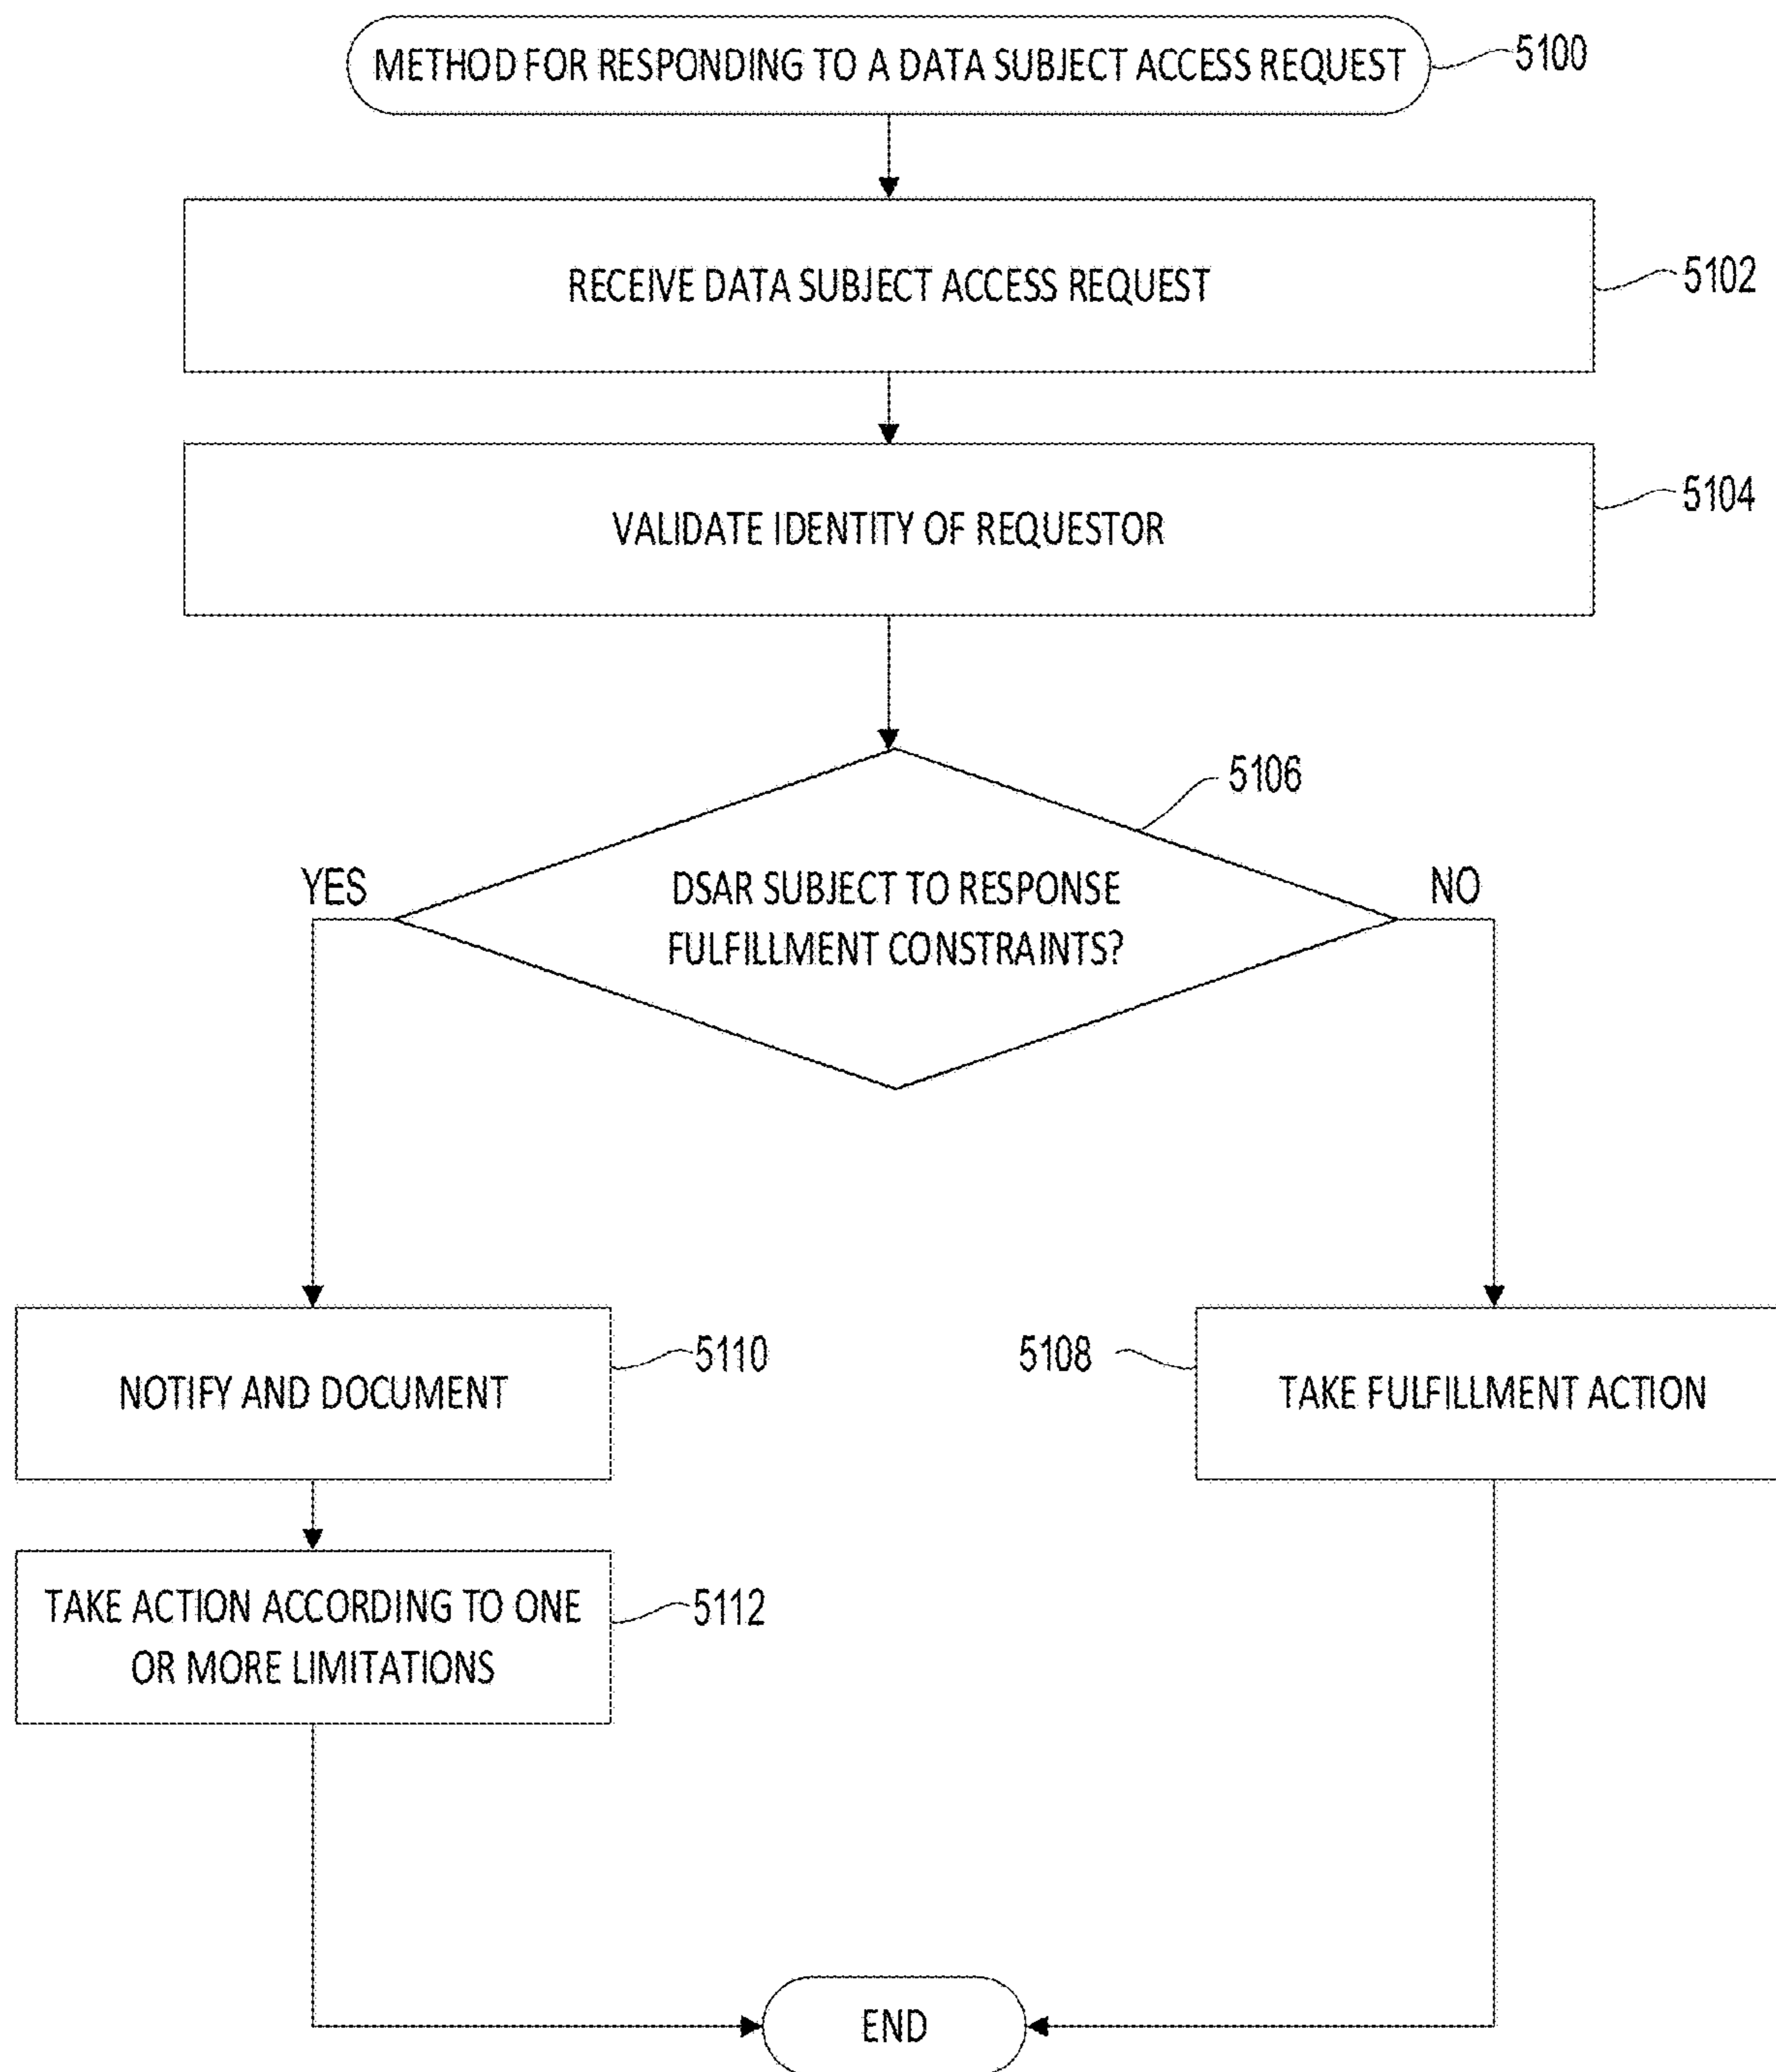 METHOD FOR RESPONDING TO A DATA SUBJECT ACCESS REQUEST
5100
RECEIVE DATA SUBJECT ACCESS REQUEST
5102
VALIDATE IDENTITY OF REQUESTOR
5104
5106
YES
DSAR SUBJECT TO RESPONSE
FULFILLMENT CONSTRAINTS?
NO
NOTIFY AND DOCUMENT
5110
5108
TAKE FULFILLMENT ACTION
TAKE ACTION ACCORDING TO ONE
OR MORE LIMITATIONS
5112
END